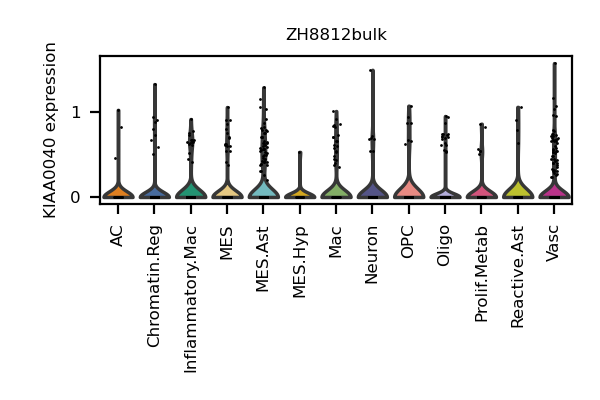 ZH8812bulk
KIAA0040 expression
1
0
AC
Chromatin.Reg
Inflammatory.Mac
MES
MES.Ast
MES.Hyp
Mac
Neuron
OPC
Oligo
Prolif.Metab
Reactive.Ast
Vasc